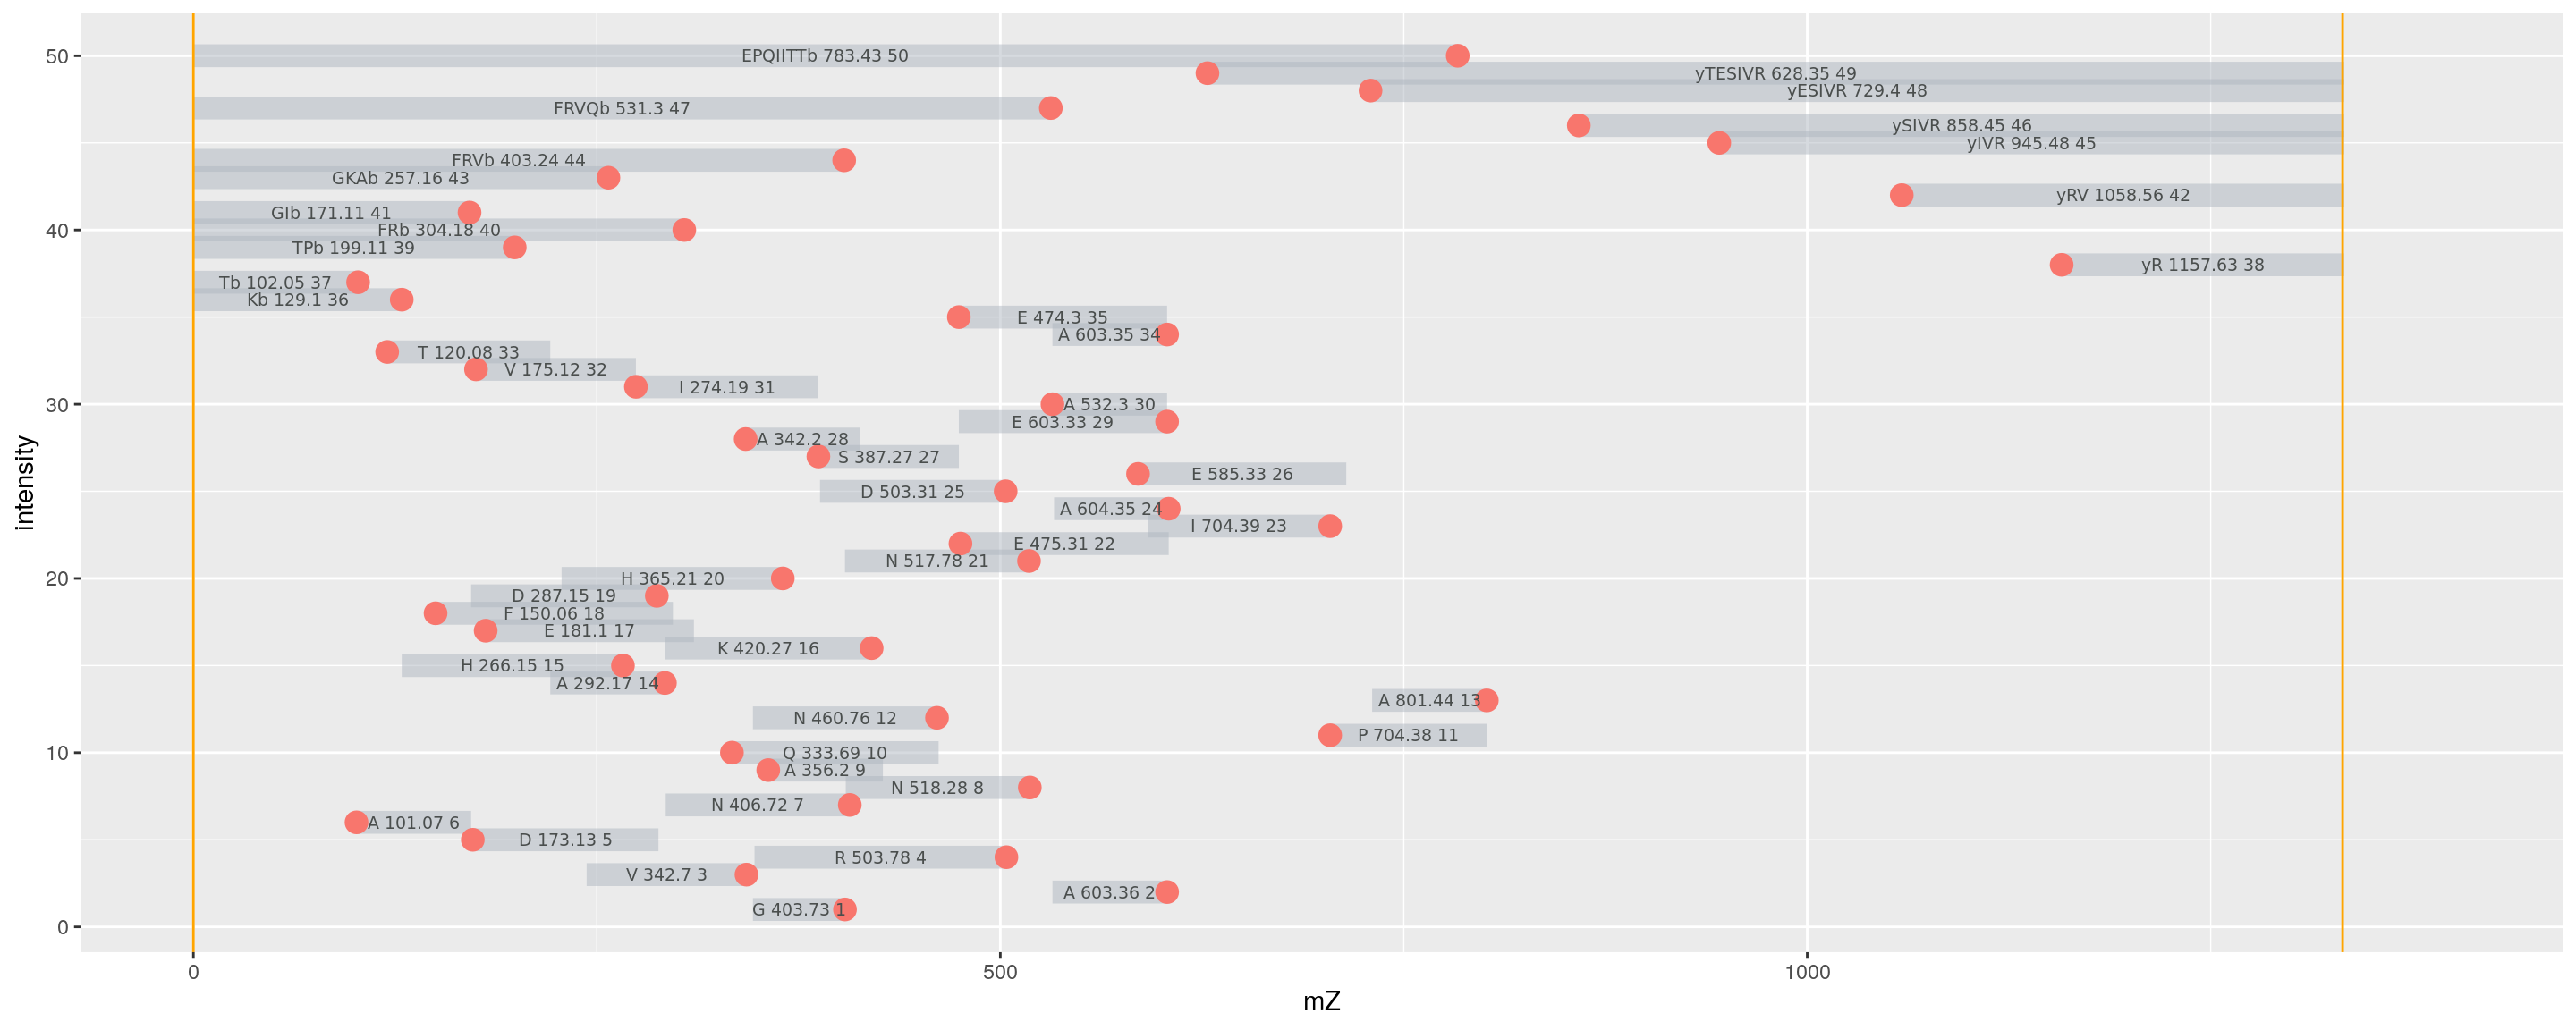 50
EPQIITTb 783.43 50
yTESIVR 628.35 49
yESIVR 729.4 48
FRVQb 531.3 47
ySIVR 858.45 46
yIVR 945.48 45
FRVb 403.24 44
GKAb 257.16 43
yRV 1058.56 42
GIb 171.11 41
40
FRb 304.18 40
TPb 199.11 39
yR 1157.63 38
Tb 102.05 37
Kb 129.1 36
E 474.3 35
A 603.35 34
T 120.08 33
V 175.12 32
I 274.19 31
30
A 532.3 30
E 603.33 29
A 342.2 28
S 387.27 27
E 585.33 26
D 503.31 25
A 604.35 24
I 704.39 23
E 475.31 22
N 517.78 21
20
H 365.21 20
D 287.15 19
F 150.06 18
E 181.1 17
K 420.27 16
H 266.15 15
A 292.17 14
A 801.44 13
N 460.76 12
P 704.38 11
10
Q 333.69 10
A 356.2 9
N 518.28 8
N 406.72 7
A 101.07 6
D 173.13 5
R 503.78 4
V 342.7 3
A 603.36 2
G 403.73 1
0
intensity
0
500
1000
mZ